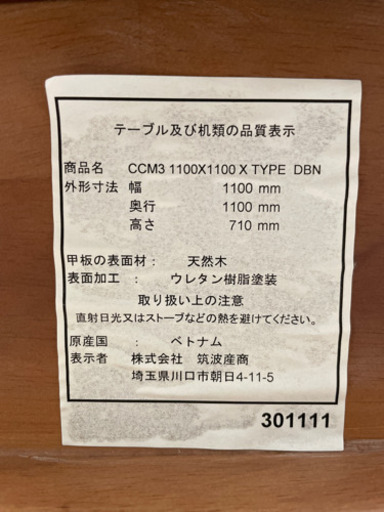 テーブル及び机類の品質表示
商品名 CCM3 1100X1100 X TYPE DBN
外形寸法 幅 1100 mm
奥行 1100 mm
高さ 710 mm
甲板の表面材: 天然木
表面加工: ウレタン樹脂塗装
取り扱い上の注意
直射日光又はストーブなどの熱を避けてください。
原産国 : ベトナム
表示者 株式会社 筑波産商
埼玉県川口市朝日4-11-5
301111